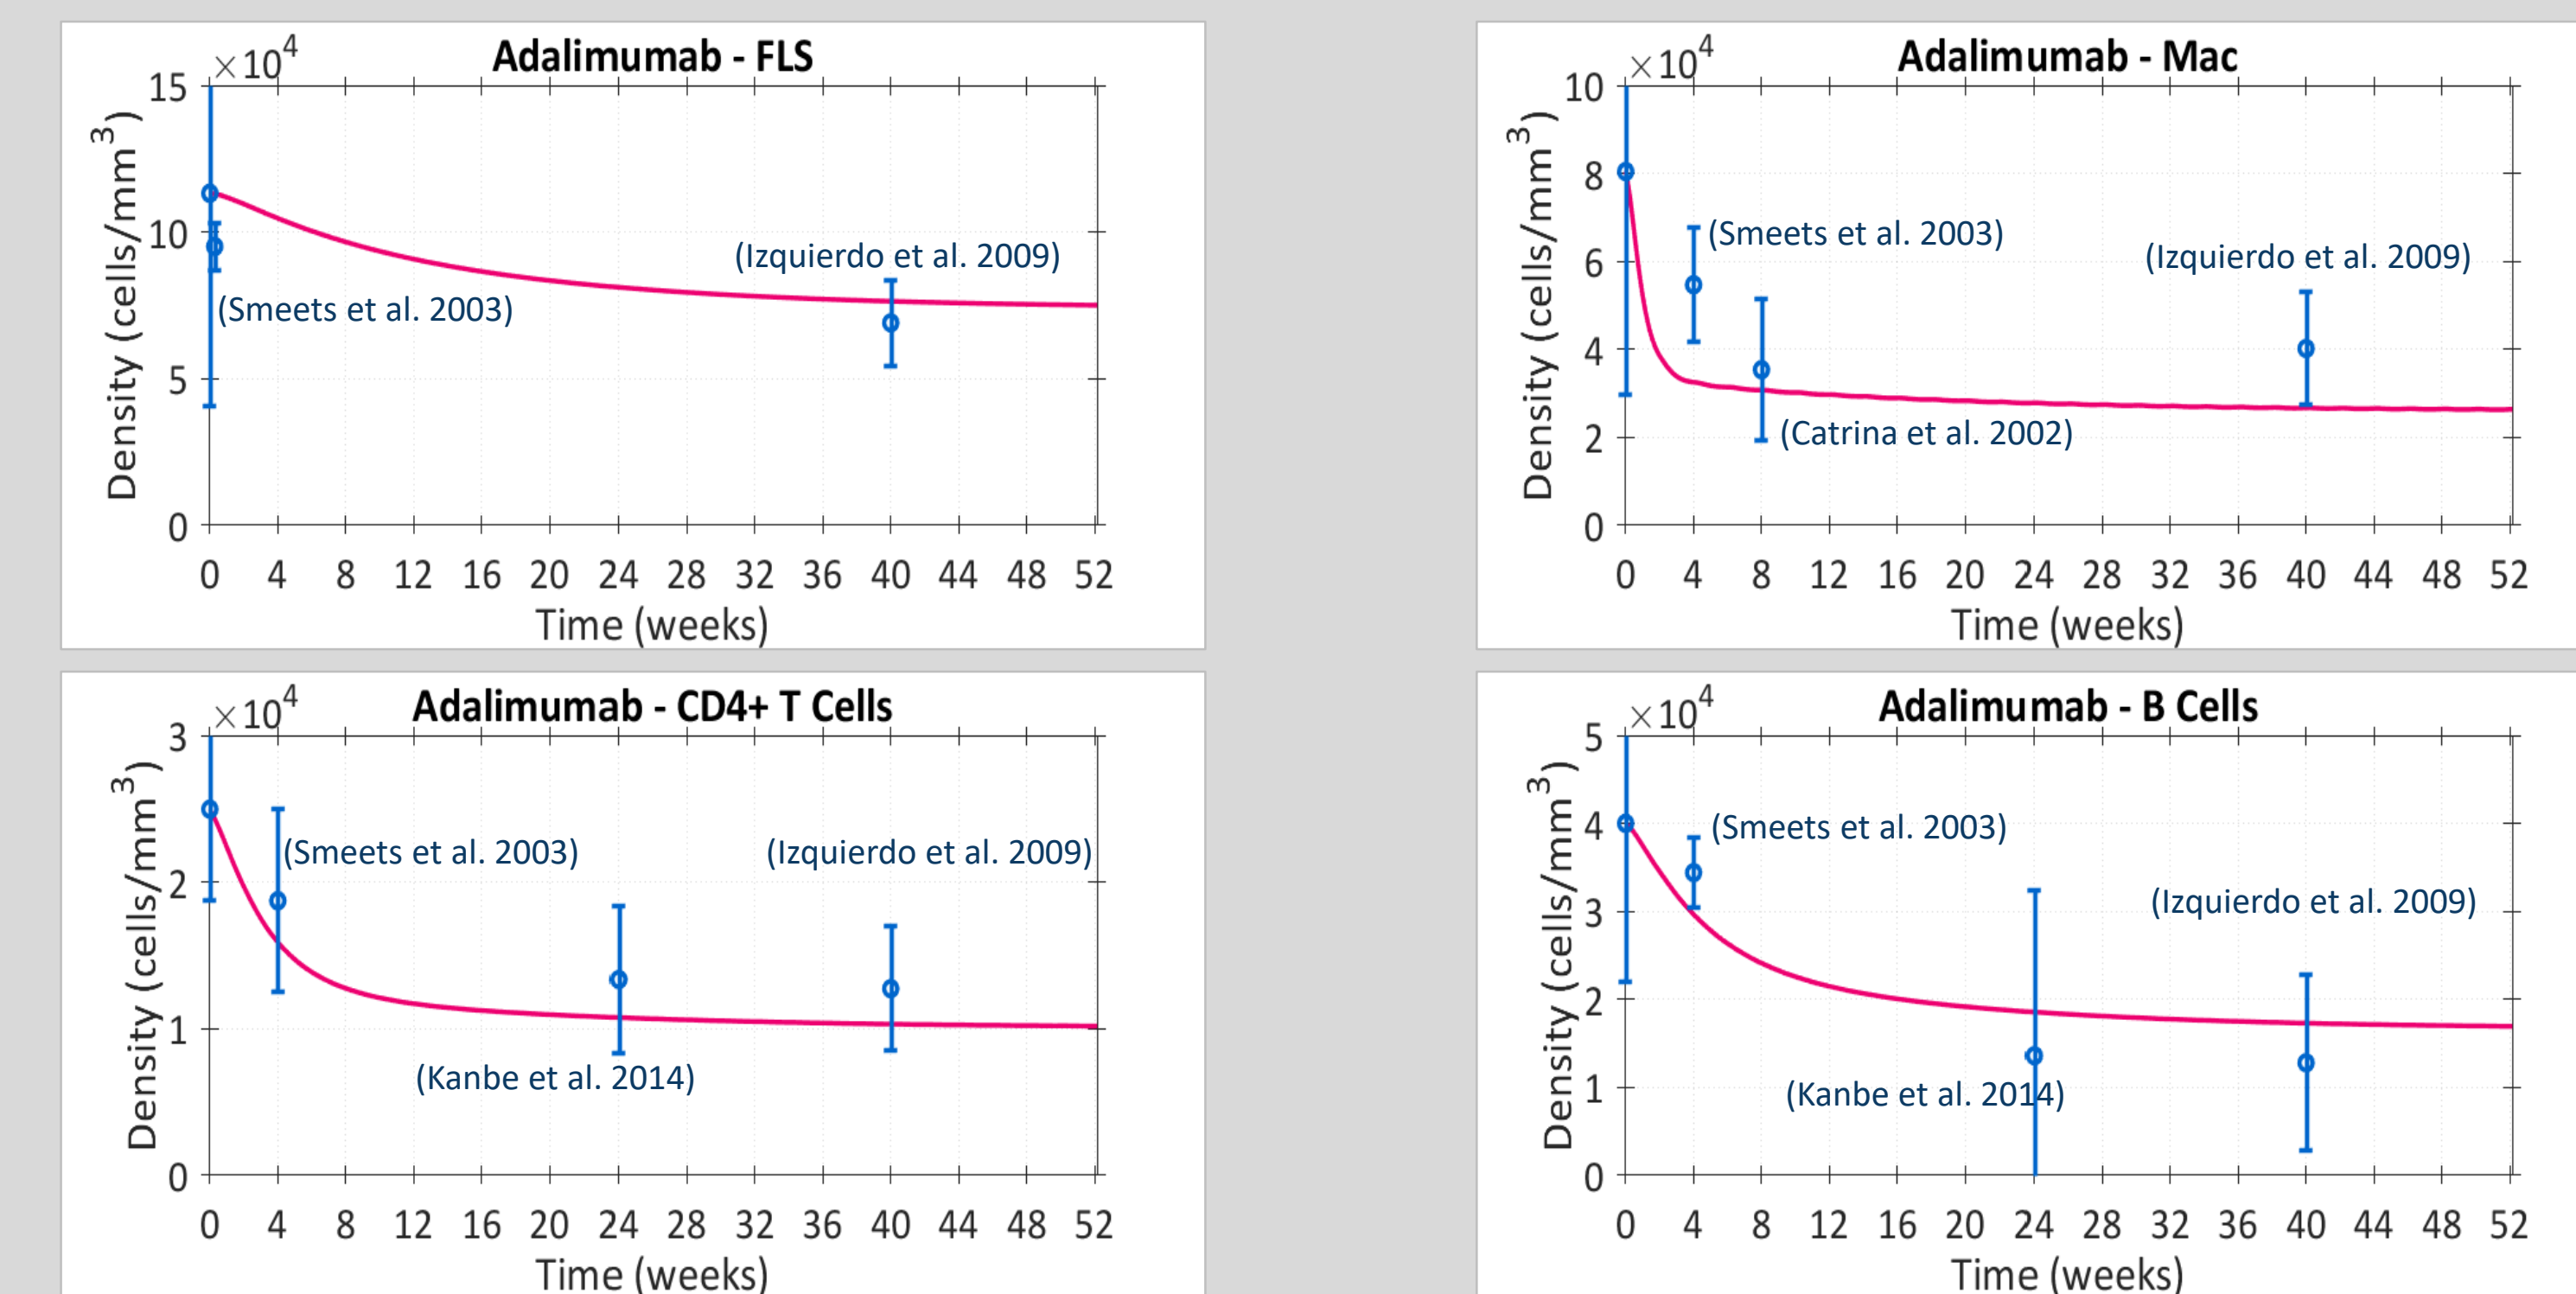 Adalimumab - FLS
×10^4
Density (cells/mm^3)
15
10
5
0
(Smeets et al. 2003)
(Izquierdo et al. 2009)
0 4 8 12 16 20 24 28 32 36 40 44 48 52
Time (weeks)
Adalimumab - Mac
×10^4
Density (cells/mm^3)
10
8
6
4
2
0
(Smeets et al. 2003)
(Izquierdo et al. 2009)
(Catrina et al. 2002)
0 4 8 12 16 20 24 28 32 36 40 44 48 52
Time (weeks)
Adalimumab - CD4+ T Cells
×10^4
Density (cells/mm^3)
3
2
1
0
(Smeets et al. 2003)
(Izquierdo et al. 2009)
(Kanbe et al. 2014)
0 4 8 12 16 20 24 28 32 36 40 44 48 52
Time (weeks)
Adalimumab - B Cells
×10^4
Density (cells/mm^3)
5
4
3
2
1
0
(Smeets et al. 2003)
(Izquierdo et al. 2009)
(Kanbe et al. 2014)
0 4 8 12 16 20 24 28 32 36 40 44 48 52
Time (weeks)